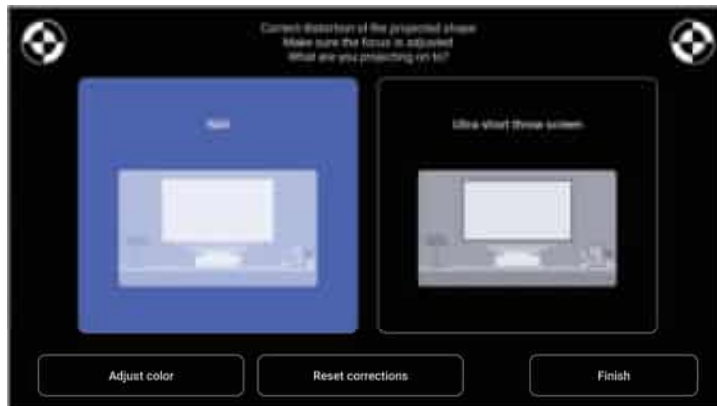 Correct distortion of the projected shape
Make sure the focus is adjusted
What are you projecting on to?
Ultra short throw screen
Adjust color
Reset corrections
Finish